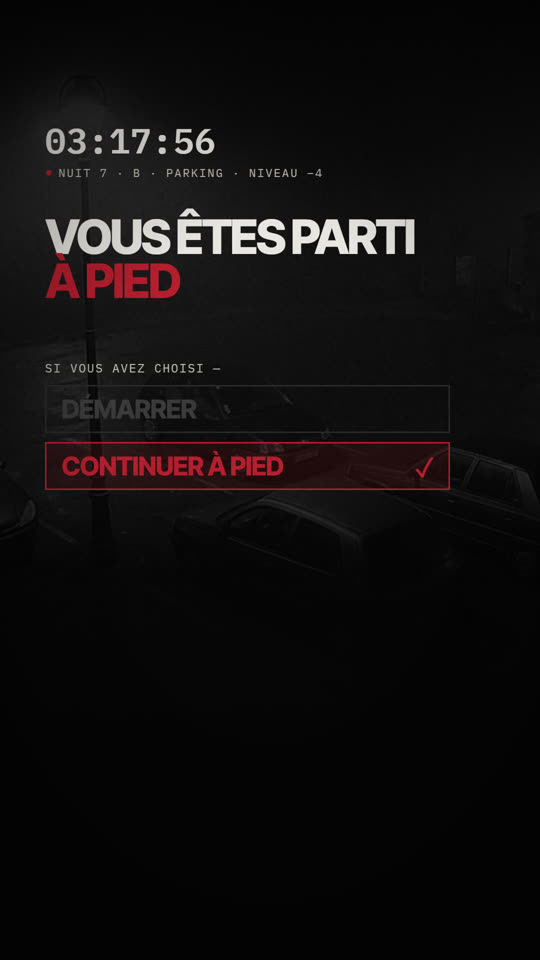 03:17:56
NUIT 7 · B · PARKING · NIVEAU −4
VOUS ÊTES PARTI
À PIED
SI VOUS AVEZ CHOISI —
DÉMARRER
CONTINUER À PIED ✓